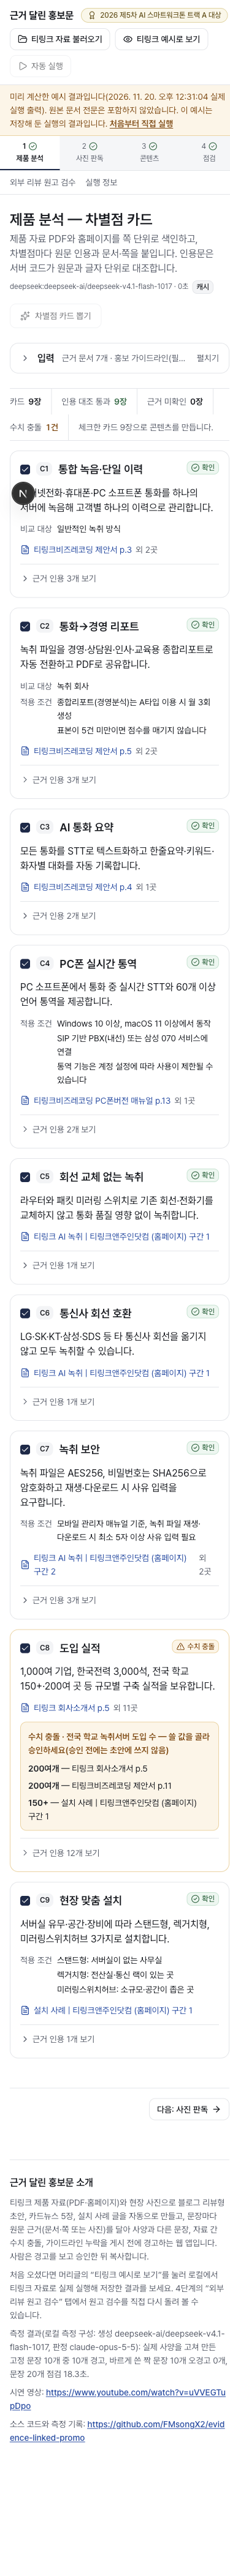 근거 달린 홍보문
2026 제5차 AI 스마트워크톤 트랙 A 대상
티링크 자료 불러오기
티링크 예시로 보기
자동 실행
미리 계산한 예시 결과입니다(2026. 11. 20. 오후 12:31:04 실제
실행 출력). 원본 문서 전문은 포함하지 않았습니다. 이 예시는
저장해 둔 실행의 결과입니다. 처음부터 직접 실행
1
제품 분석
2
사진 판독
3
콘텐츠
4
점검
외부 리뷰 원고 검수
실행 정보
제품 분석 — 차별점 카드
제품 자료 PDF와 홈페이지를 쪽 단위로 색인하고,
차별점마다 원문 인용과 문서·쪽을 붙입니다. 인용문은
서버 코드가 원문과 글자 단위로 대조합니다.
deepseek:deepseek-ai/deepseek-v4.1-flash-1017 · 0초 캐시
차별점 카드 뽑기
입력 근거 문서 7개 · 홍보 가이드라인(필... 펼치기
카드 9장
인용 대조 통과 9장
근거 미확인 0장
수치 충돌 1건
체크한 카드 9장으로 콘텐츠를 만듭니다.
C1 통합 녹음·단일 이력 확인
넷전화·휴대폰·PC 소프트폰 통화를 하나의
서버에 녹음해 고객별 하나의 이력으로 관리합니다.
비교 대상 일반적인 녹취 방식
티링크비즈레코딩 제안서 p.3 외 2곳
근거 인용 3개 보기
C2 통화→경영 리포트 확인
녹취 파일을 경영·상담원·인사·교육용 종합리포트로
자동 전환하고 PDF로 공유합니다.
비교 대상 녹취 회사
적용 조건 종합리포트(경영분석)는 A타입 이용 시 월 3회
생성
표본이 5건 미만이면 점수를 매기지 않습니다
티링크비즈레코딩 제안서 p.5 외 2곳
근거 인용 3개 보기
C3 AI 통화 요약 확인
모든 통화를 STT로 텍스트화하고 한줄요약·키워드·
화자별 대화를 자동 기록합니다.
티링크비즈레코딩 제안서 p.4 외 1곳
근거 인용 2개 보기
C4 PC폰 실시간 통역 확인
PC 소프트폰에서 통화 중 실시간 STT와 60개 이상
언어 통역을 제공합니다.
적용 조건 Windows 10 이상, macOS 11 이상에서 동작
SIP 기반 PBX(내선) 또는 삼성 070 서비스에
연결
통역 기능은 계정 설정에 따라 사용이 제한될 수
있습니다
티링크비즈레코딩 PC폰버전 매뉴얼 p.13 외 1곳
근거 인용 2개 보기
C5 회선 교체 없는 녹취 확인
라우터와 패킷 미러링 스위치로 기존 회선·전화기를
교체하지 않고 통화 품질 영향 없이 녹취합니다.
티링크 AI 녹취 | 티링크앤주인닷컴 (홈페이지) 구간 1
근거 인용 1개 보기
C6 통신사 회선 호환 확인
LG·SK·KT·삼성·SDS 등 타 통신사 회선을 옮기지
않고 모두 녹취할 수 있습니다.
티링크 AI 녹취 | 티링크앤주인닷컴 (홈페이지) 구간 1
근거 인용 1개 보기
C7 녹취 보안 확인
녹취 파일은 AES256, 비밀번호는 SHA256으로
암호화하고 재생·다운로드 시 사유 입력을
요구합니다.
적용 조건 모바일 관리자 매뉴얼 기준, 녹취 파일 재생·
다운로드 시 최소 5자 이상 사유 입력 필요
티링크 AI 녹취 | 티링크앤주인닷컴 (홈페이지) 외
구간 2 2곳
근거 인용 3개 보기
C8 도입 실적 수치 충돌
1,000여 기업, 한국전력 3,000석, 전국 학교
150+·200여 곳 등 규모별 구축 실적을 보유합니다.
티링크 회사소개서 p.5 외 11곳
수치 충돌 · 전국 학교 녹취서버 도입 수 — 쓸 값을 골라
승인하세요(승인 전에는 초안에 쓰지 않음)
200여개 — 티링크 회사소개서 p.5
200여개 — 티링크비즈레코딩 제안서 p.11
150+ — 설치 사례 | 티링크앤주인닷컴 (홈페이지)
구간 1
근거 인용 12개 보기
C9 현장 맞춤 설치 확인
서버실 유무·공간·장비에 따라 스탠드형, 렉거치형,
미러링스위치허브 3가지로 설치합니다.
적용 조건 스탠드형: 서버실이 없는 사무실
렉거치형: 전산실·통신 랙이 있는 곳
미러링스위치허브: 소규모·공간이 좁은 곳
설치 사례 | 티링크앤주인닷컴 (홈페이지) 구간 1
근거 인용 1개 보기
다음: 사진 판독
근거 달린 홍보문 소개
티링크 제품 자료(PDF·홈페이지)와 현장 사진으로 블로그 리뷰형
초안, 카드뉴스 5장, 설치 사례 글을 자동으로 만들고, 문장마다
원문 근거(문서·쪽 또는 사진)를 달아 사양과 다른 문장, 자료 간
수치 충돌, 가이드라인 누락을 게시 전에 경고하는 웹 앱입니다.
사람은 경고를 보고 승인한 뒤 복사합니다.
처음 오셨다면 머리글의 “티링크 예시로 보기”를 눌러 로컬에서
티링크 자료로 실제 실행해 저장한 결과를 보세요. 4단계의 “외부
리뷰 원고 검수” 탭에서 원고 검수를 직접 다시 돌려 볼 수
있습니다.
측정 결과(로컬 측정 구성: 생성 deepseek-ai/deepseek-v4.1-
flash-1017, 판정 claude-opus-5-5): 실제 사양을 고쳐 만든
고정 문장 10개 중 10개 경고, 바르게 쓴 짝 문장 10개 오경고 0개,
문장 20개 점검 18.3초.
시연 영상: https://www.youtube.com/watch?v=uVVEGTu
pDpo
소스 코드와 측정 기록: https://github.com/FMsongX2/evid
ence-linked-promo